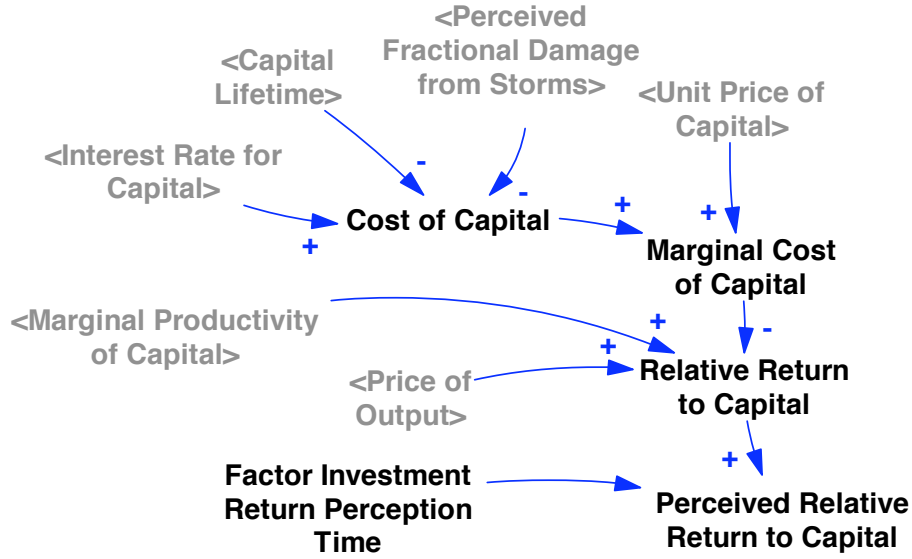 <Perceived
Fractional Damage
from Storms>
<Capital
Lifetime>
<Unit Price of
Capital>
<Interest Rate for
Capital>
-
-
Cost of Capital
+
+
+
Marginal Cost
of Capital
<Marginal Productivity
of Capital>
+
-
+
<Price of
Output>
Relative Return
to Capital
+
Factor Investment
Return Perception
Time
Perceived Relative
Return to Capital